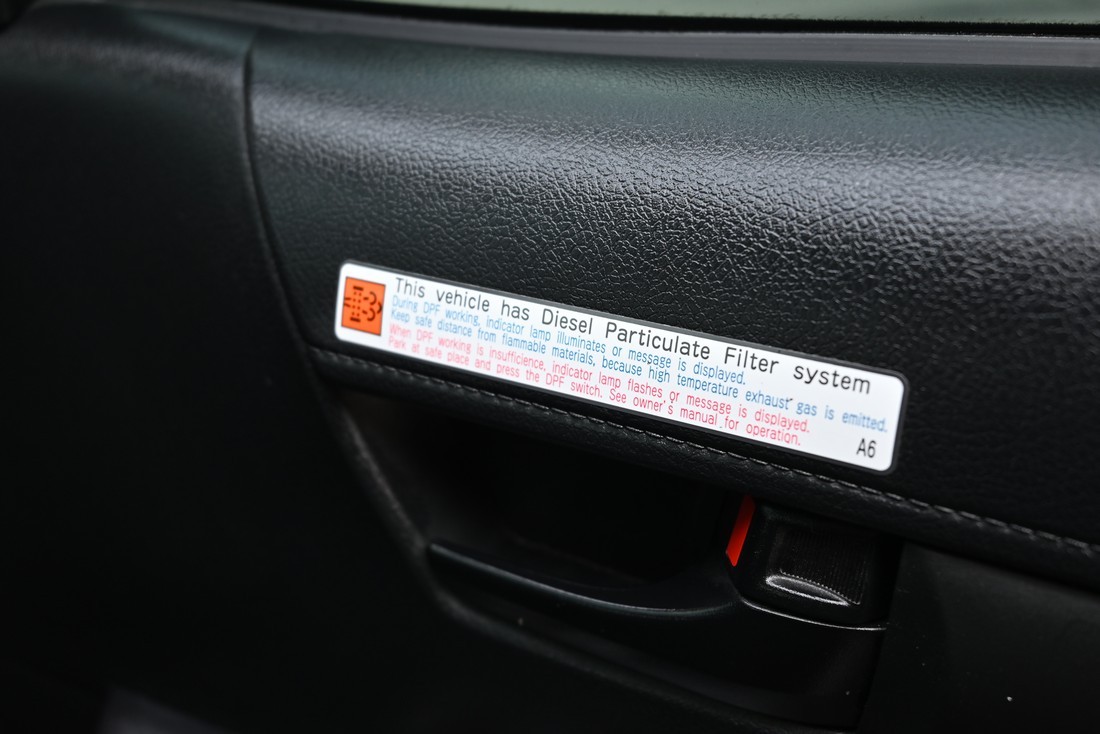 This vehicle has Diesel Particulate Filter system
During DPF working, indicator lamp illuminates or message is displayed.
Keep safe distance from flammable materials, because high temperature exhaust gas is emitted.
When DPF working is insufficiency, indicator lamp flashes or message is displayed.
Park at safe place and press the DPF switch. See owner's manual for operation.
A6